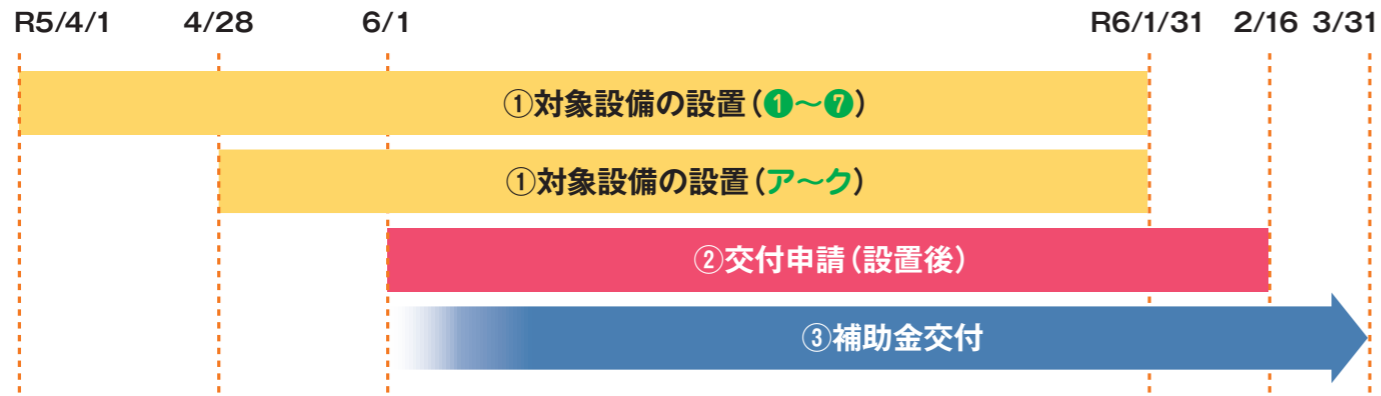 R5/4/1 4/28 6/1 R6/1/31 2/16 3/31
①対象設備の設置（❶～❼）
①対象設備の設置（ア～ク）
②交付申請（設置後）
③補助金交付